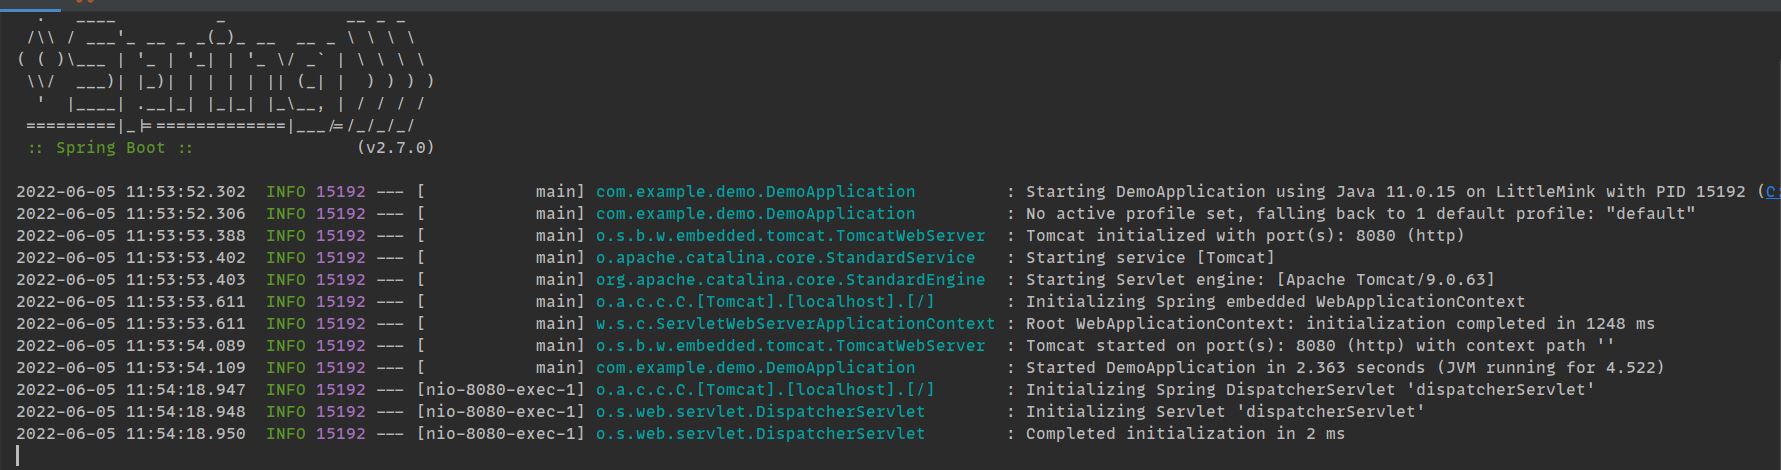 .   ____          _            __ _ _
 /\\ / ___'_ __ _ _(_)_ __  __ _ \ \ \ \
( ( )\___ | '_ | '_| | '_ \/ _` | \ \ \ \
 \\/  ___)| |_)| | | | | || (_| |  ) ) ) )
  '  |____| .__|_| |_|_| |_\__, | / / / /
 =========|_|==============|___/=/_/_/_/
 :: Spring Boot ::                (v2.7.0)
2022-06-05 11:53:52.302  INFO 15192 --- [           main] com.example.demo.DemoApplication         : Starting DemoApplication using Java 11.0.15 on LittleMink with PID 15192 (C:
2022-06-05 11:53:52.306  INFO 15192 --- [           main] com.example.demo.DemoApplication         : No active profile set, falling back to 1 default profile: "default"
2022-06-05 11:53:53.388  INFO 15192 --- [           main] o.s.b.w.embedded.tomcat.TomcatWebServer  : Tomcat initialized with port(s): 8080 (http)
2022-06-05 11:53:53.402  INFO 15192 --- [           main] o.apache.catalina.core.StandardService   : Starting service [Tomcat]
2022-06-05 11:53:53.403  INFO 15192 --- [           main] org.apache.catalina.core.StandardEngine  : Starting Servlet engine: [Apache Tomcat/9.0.63]
2022-06-05 11:53:53.611  INFO 15192 --- [           main] o.a.c.c.C.[Tomcat].[localhost].[/]       : Initializing Spring embedded WebApplicationContext
2022-06-05 11:53:53.611  INFO 15192 --- [           main] w.s.c.ServletWebServerApplicationContext : Root WebApplicationContext: initialization completed in 1248 ms
2022-06-05 11:53:54.089  INFO 15192 --- [           main] o.s.b.w.embedded.tomcat.TomcatWebServer  : Tomcat started on port(s): 8080 (http) with context path ''
2022-06-05 11:53:54.109  INFO 15192 --- [           main] com.example.demo.DemoApplication         : Started DemoApplication in 2.363 seconds (JVM running for 4.522)
2022-06-05 11:54:18.947  INFO 15192 --- [nio-8080-exec-1] o.a.c.c.C.[Tomcat].[localhost].[/]       : Initializing Spring DispatcherServlet 'dispatcherServlet'
2022-06-05 11:54:18.948  INFO 15192 --- [nio-8080-exec-1] o.s.web.servlet.DispatcherServlet        : Initializing Servlet 'dispatcherServlet'
2022-06-05 11:54:18.950  INFO 15192 --- [nio-8080-exec-1] o.s.web.servlet.DispatcherServlet        : Completed initialization in 2 ms